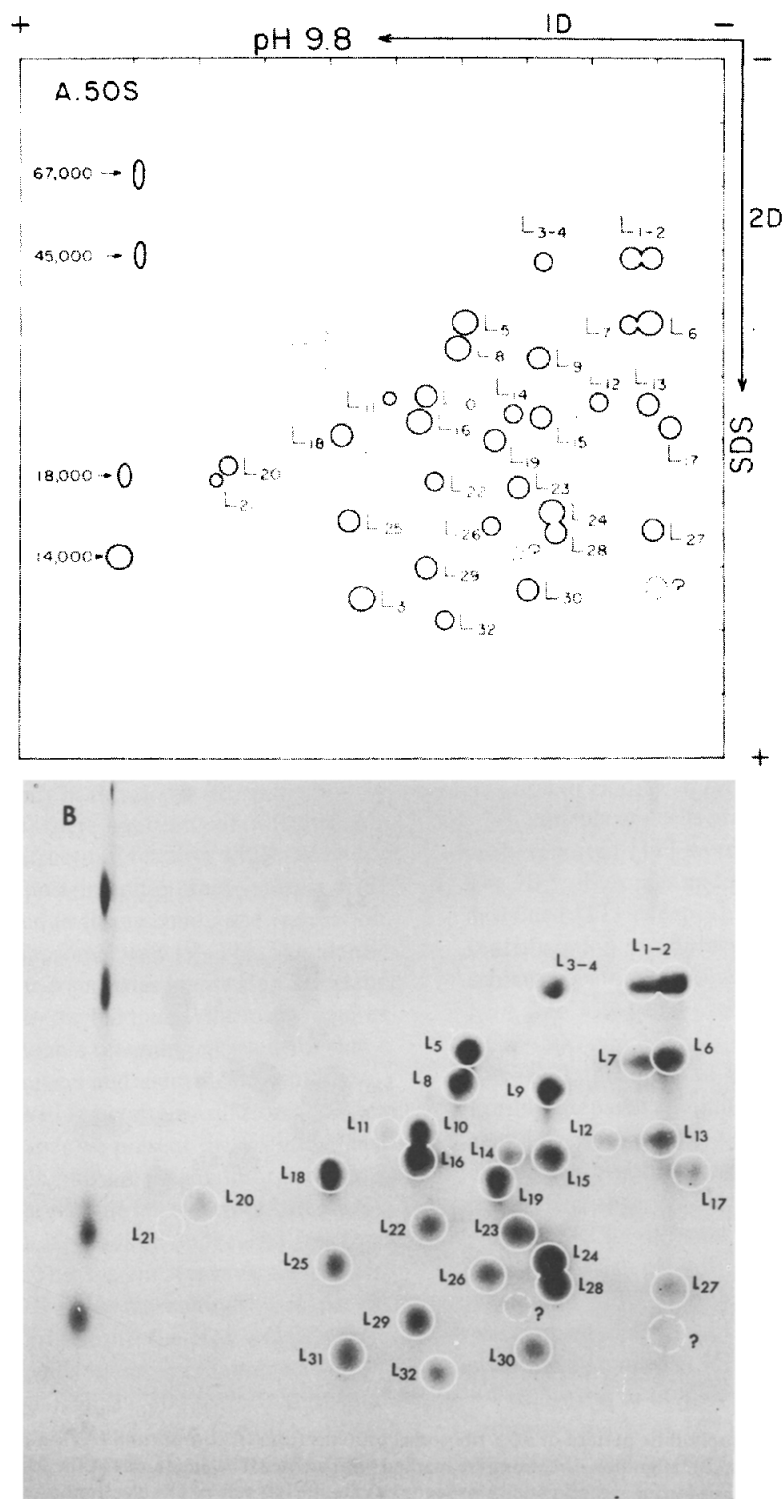 + 1D -
pH 9.8
A.50S
67,000
2D
L3-4 L1-2
45,000
L5 L7 L6
L8 L9
L12 L13
L14
L11
L16 L15
L18 L17
L19
SDS
18,000 L20
L22 L23
L24
L25 L26 L27
L28
14,000 ? ?
L29
L30
L32
+
B
L3-4 L1-2
L5 L6
L7
L8 L9
L11 L10 L12 L13
L14
L16 L15
L18 L17
L19
L20
L21 L22 L23
L24
L25 L26 L27
L28
?
L29 ?
L31 L30
L32